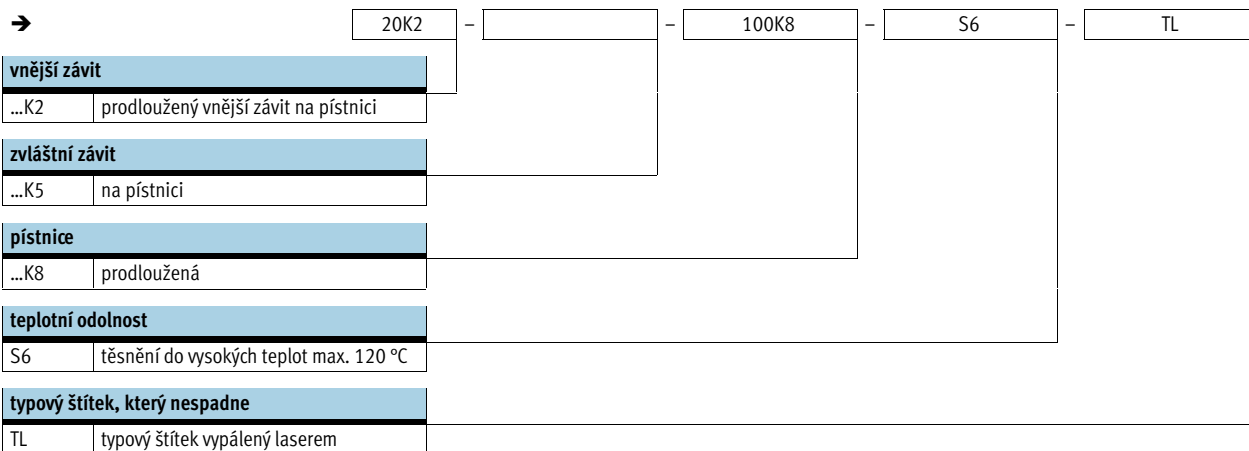 ➔ 20K2 – – 100K8 – S6 – TL
vnější závit
...K2 prodloužený vnější závit na pístnici
zvláštní závit
...K5 na pístnici
pístnice
...K8 prodloužená
teplotní odolnost
S6 těsnění do vysokých teplot max. 120 °C
typový štítek, který nespadne
TL typový štítek vypálený laserem